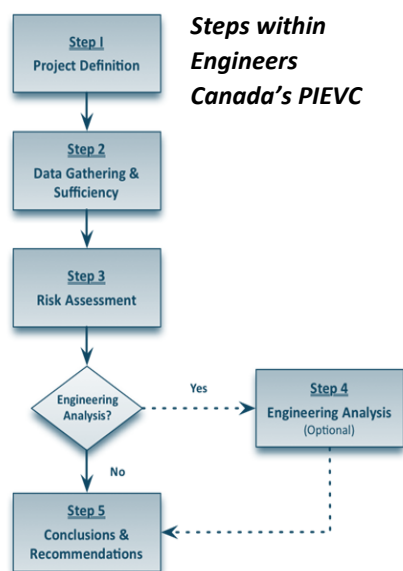 Steps within
Engineers
Canada’s PIEVC
Step 1
Project Definition
Step 2
Data Gathering &
Sufficiency
Step 3
Risk Assessment
Engineering
Analysis?
Yes
Step 4
Engineering Analysis
(Optional)
No
Step 5
Conclusions &
Recommendations